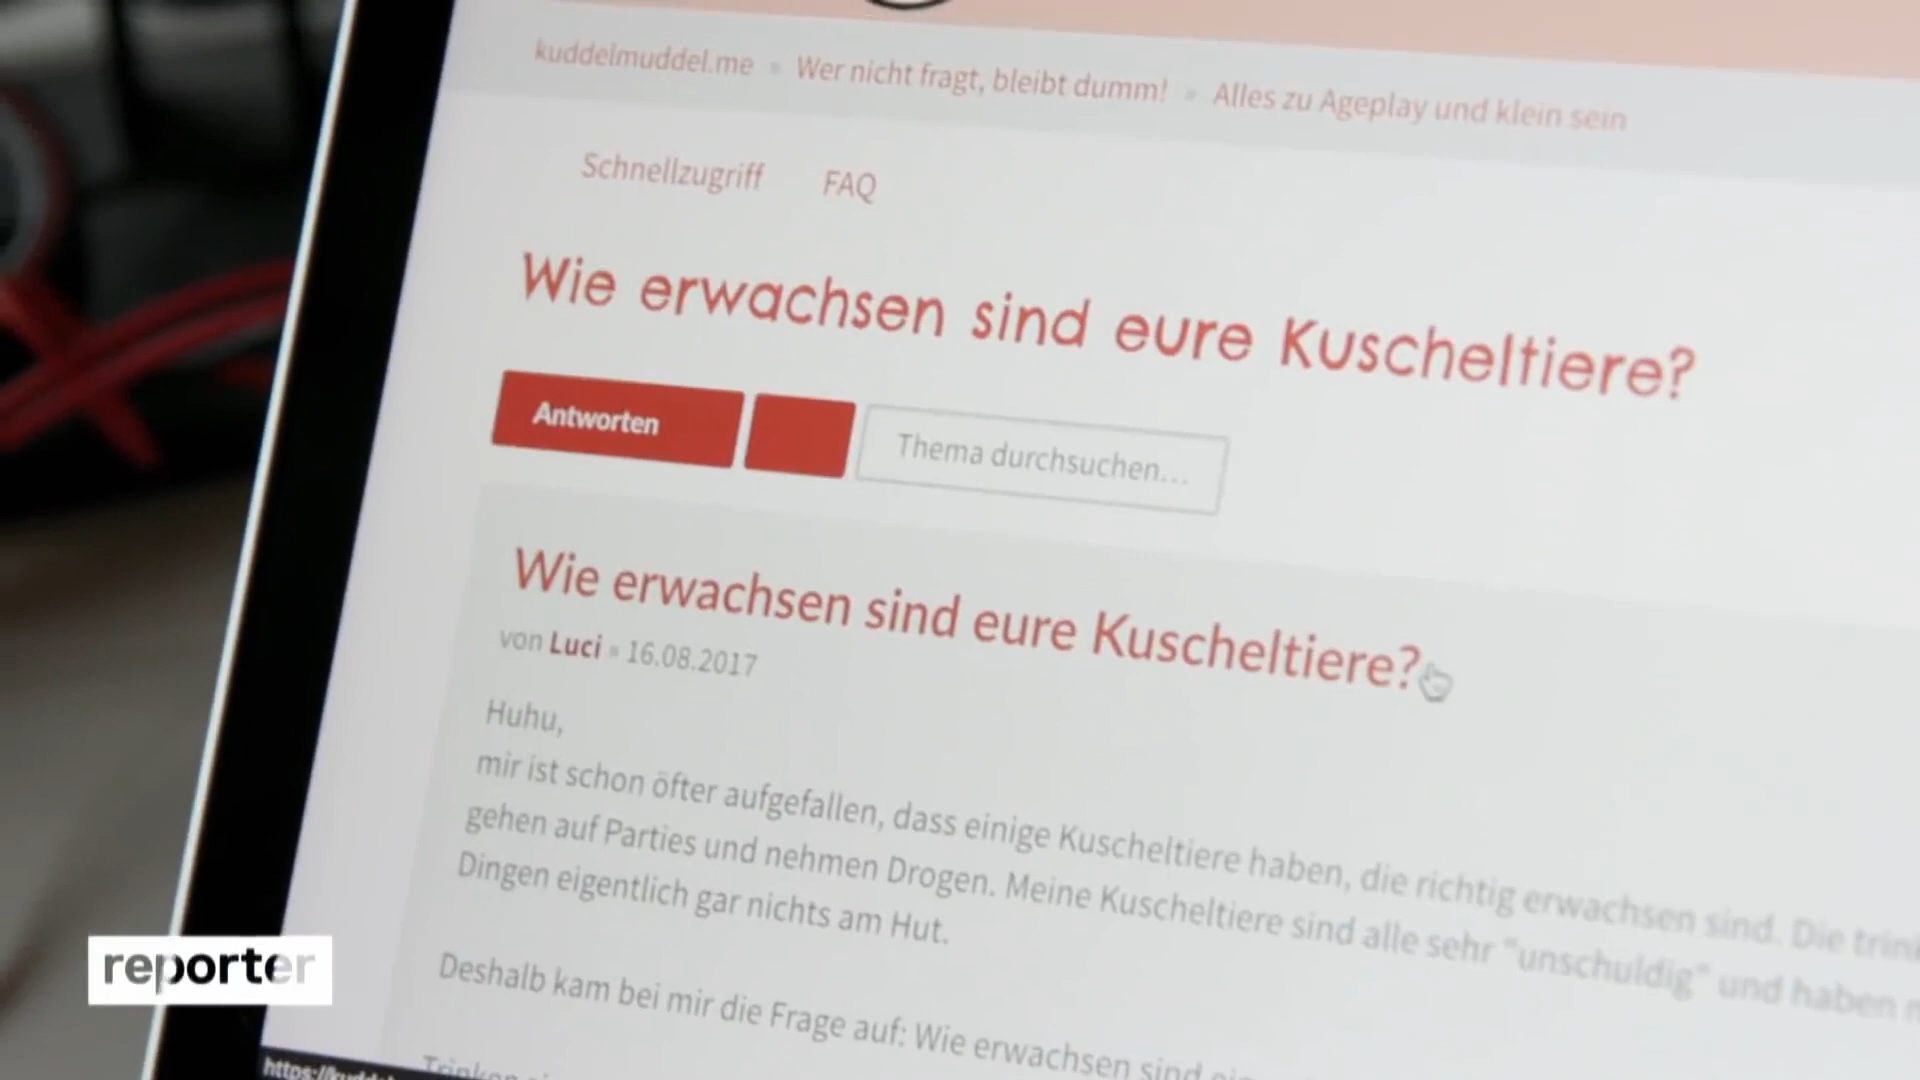 kuddelmuddel.me » Wer nicht fragt, bleibt dumm! » Alles zu Ageplay und klein sein
Schnellzugriff FAQ
Wie erwachsen sind eure Kuscheltiere?
Antworten
Thema durchsuchen...
Wie erwachsen sind eure Kuscheltiere?
von Luci » 16.08.2017
Huhu,
mir ist schon öfter aufgefallen, dass einige Kuscheltiere haben, die richtig erwachsen sind. Die
gehen auf Parties und nehmen Drogen. Meine Kuscheltiere sind alle sehr "unschuldig" und haben
Dingen eigentlich gar nichts am Hut.
Deshalb kam bei mir die Frage auf: Wie erwachsen sind
Trinken
reporter